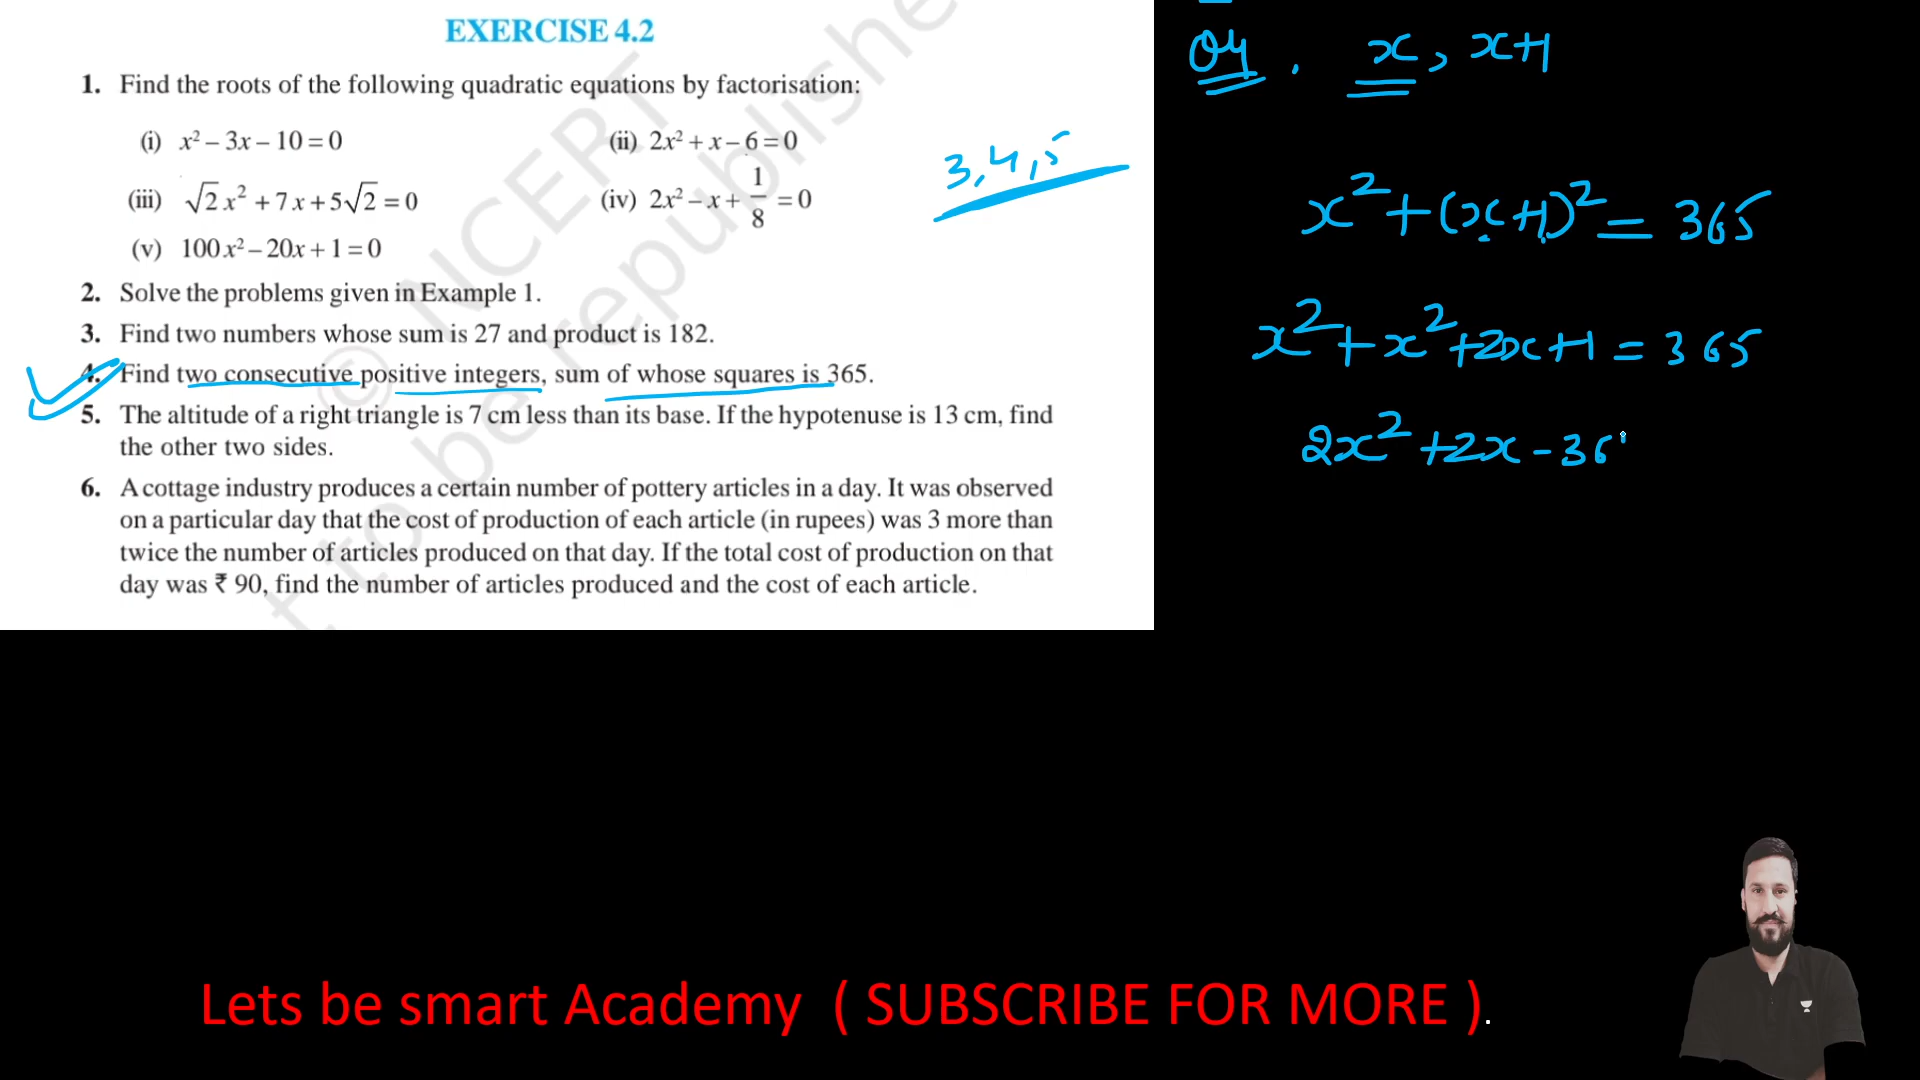 EXERCISE 4.2
1. Find the roots of the following quadratic equations by factorisation:
(i) x² – 3x – 10 = 0 (ii) 2x² + x – 6 = 0
(iii) √2 x² + 7x + 5√2 = 0 (iv) 2x² – x + 1/8 = 0
(v) 100x² – 20x + 1 = 0
2. Solve the problems given in Example 1.
3. Find two numbers whose sum is 27 and product is 182.
4. Find two consecutive positive integers, sum of whose squares is 365.
5. The altitude of a right triangle is 7 cm less than its base. If the hypotenuse is 13 cm, find
the other two sides.
6. A cottage industry produces a certain number of pottery articles in a day. It was observed
on a particular day that the cost of production of each article (in rupees) was 3 more than
twice the number of articles produced on that day. If the total cost of production on that
day was ₹ 90, find the number of articles produced and the cost of each article.
© NCERT
t to be republishe
3, 4, 5
Q4. x, x+1
x² + (x+1)² = 365
x² + x² + 2x + 1 = 365
2x² + 2x - 36
Lets be smart Academy ( SUBSCRIBE FOR MORE ).